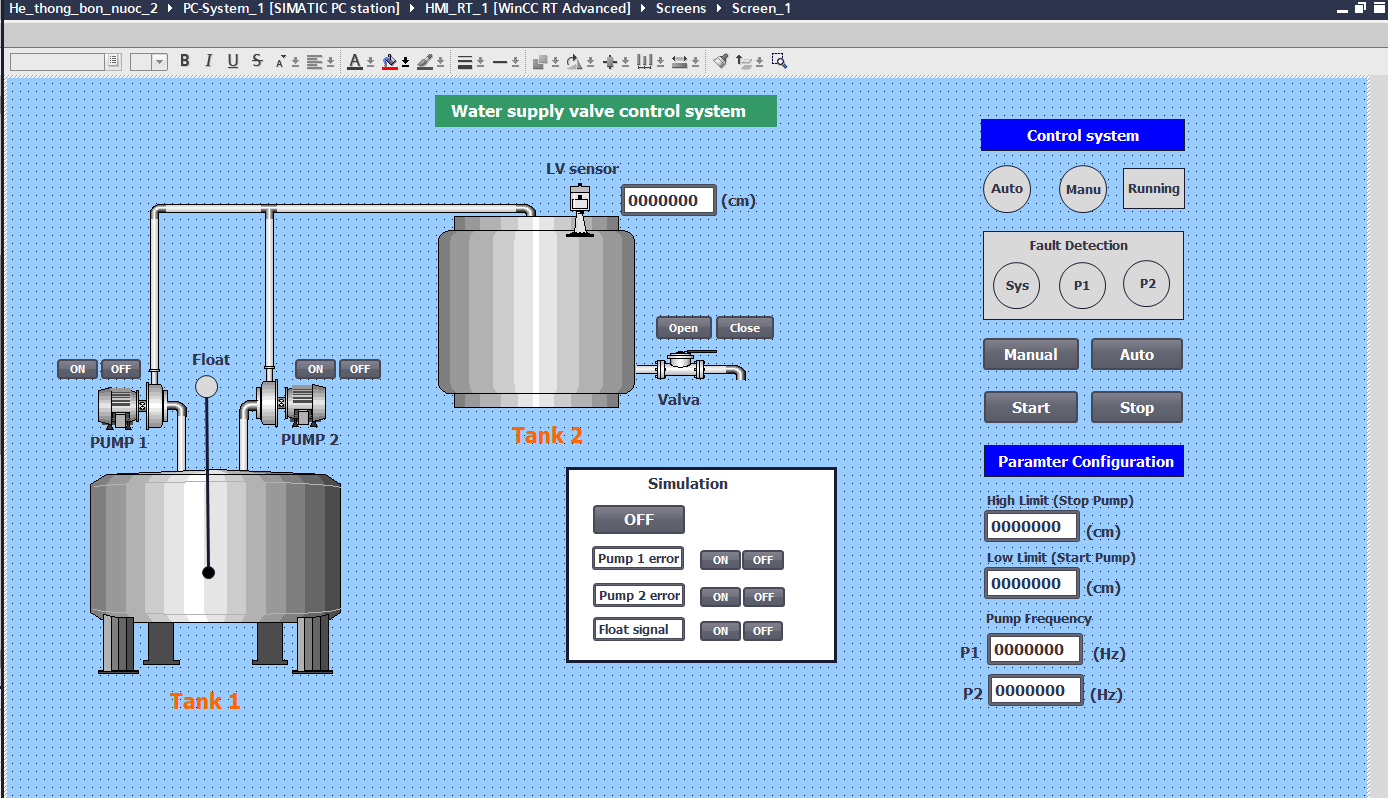 He_thong_bon_nuoc_2 PC-System_1 [SIMATIC PC station] HMI_RT_1 [WinCC RT Advanced] Screens Screen_1
B I U S A A
Water supply valve control system
LV sensor
0000000 (cm)
Open Close
Valva
Tank 2
Float
ON OFF
ON OFF
PUMP 1
PUMP 2
Tank 1
Simulation
OFF
Pump 1 error ON OFF
Pump 2 error ON OFF
Float signal ON OFF
Control system
Auto Manu Running
Fault Detection
Sys P1 P2
Manual Auto
Start Stop
Paramter Configuration
High Limit (Stop Pump)
0000000 (cm)
Low Limit (Start Pump)
0000000 (cm)
Pump Frequency
P1 0000000 (Hz)
P2 0000000 (Hz)